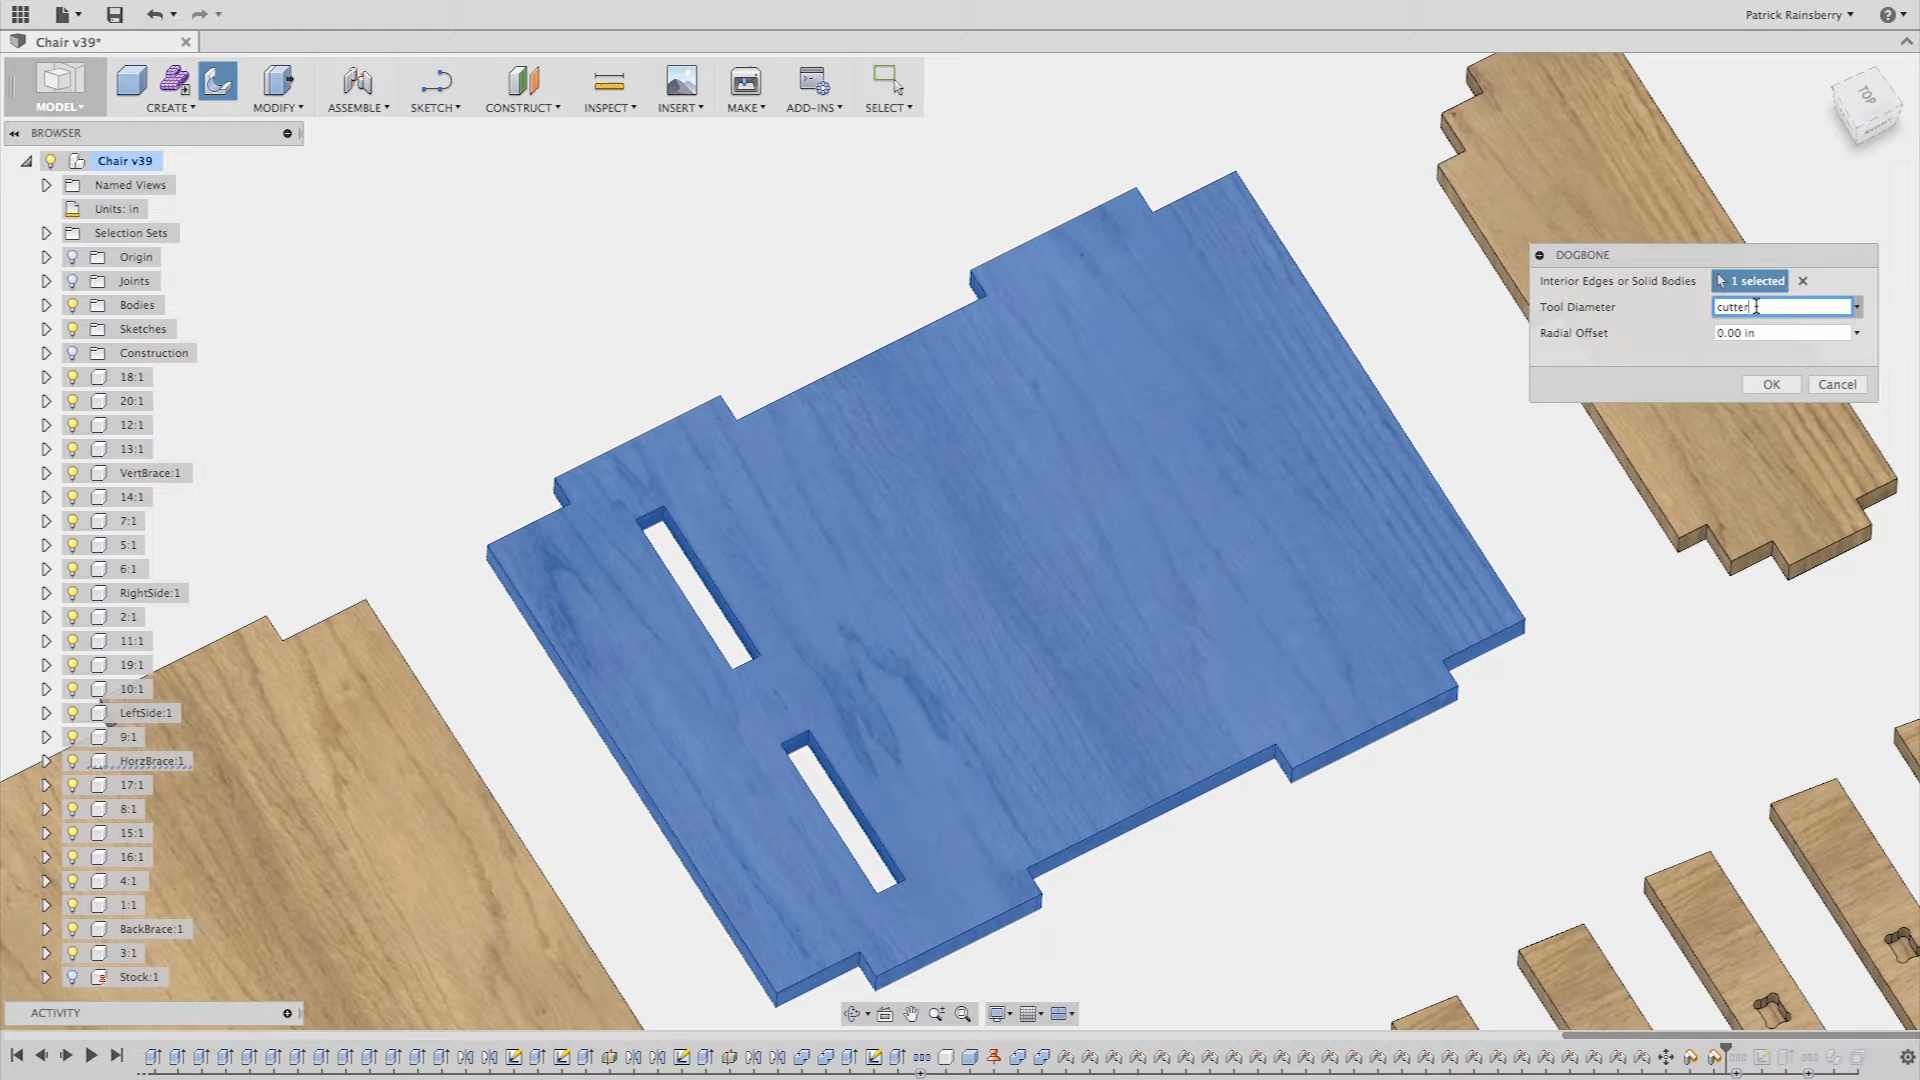 Patrick Rainsberry
Chair v39*
MODEL
CREATE
MODIFY
ASSEMBLE
SKETCH
CONSTRUCT
INSPECT
INSERT
MAKE
ADD-INS
SELECT
TOP
BROWSER
Chair v39
Named Views
Units: in
Selection Sets
Origin
Joints
Bodies
Sketches
Construction
18:1
20:1
12:1
13:1
VertBrace:1
14:1
7:1
5:1
6:1
RightSide:1
2:1
11:1
19:1
10:1
LeftSide:1
9:1
HorzBrace:1
17:1
8:1
15:1
16:1
4:1
1:1
BackBrace:1
3:1
Stock:1
ACTIVITY
DOGBONE
Interior Edges or Solid Bodies 1 selected
Tool Diameter cutter
Radial Offset 0.00 in
OK Cancel